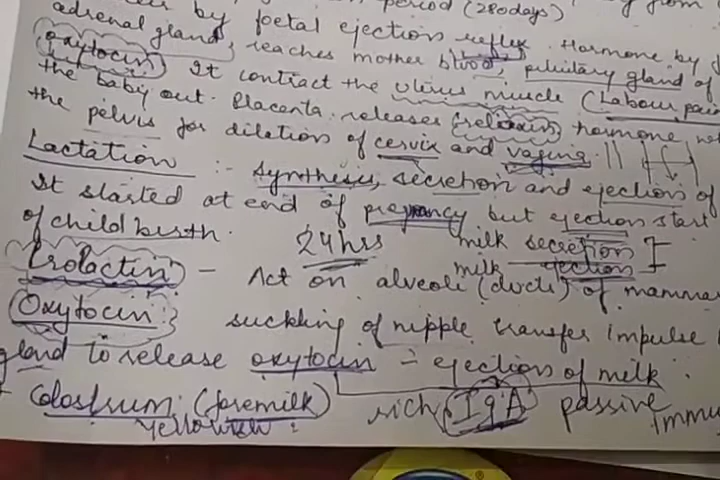 period (280days)
by foetal ejection reflex. Hormone by
adrenal gland, reaches mother blood, pituitary gland of
oxytocin) It contract the uterus muscle (Labour pain
the baby out. Placenta releases (relaxin) hormone
the pelvis for dilation of cervix and vagina. ||
Lactation :- Synthesis, secretion and ejection of
It started at end of pregnancy but ejection start
of child birth. 24 hrs milk secretion I
milk ejection
Prolactin - Act on alveoli (ducts) of mamma
Oxytocin suckling of nipple transfer impulse
gland to release oxytocin = ejection of milk.
Colostrum (foremilk) rich IgA passive
yellowish immu